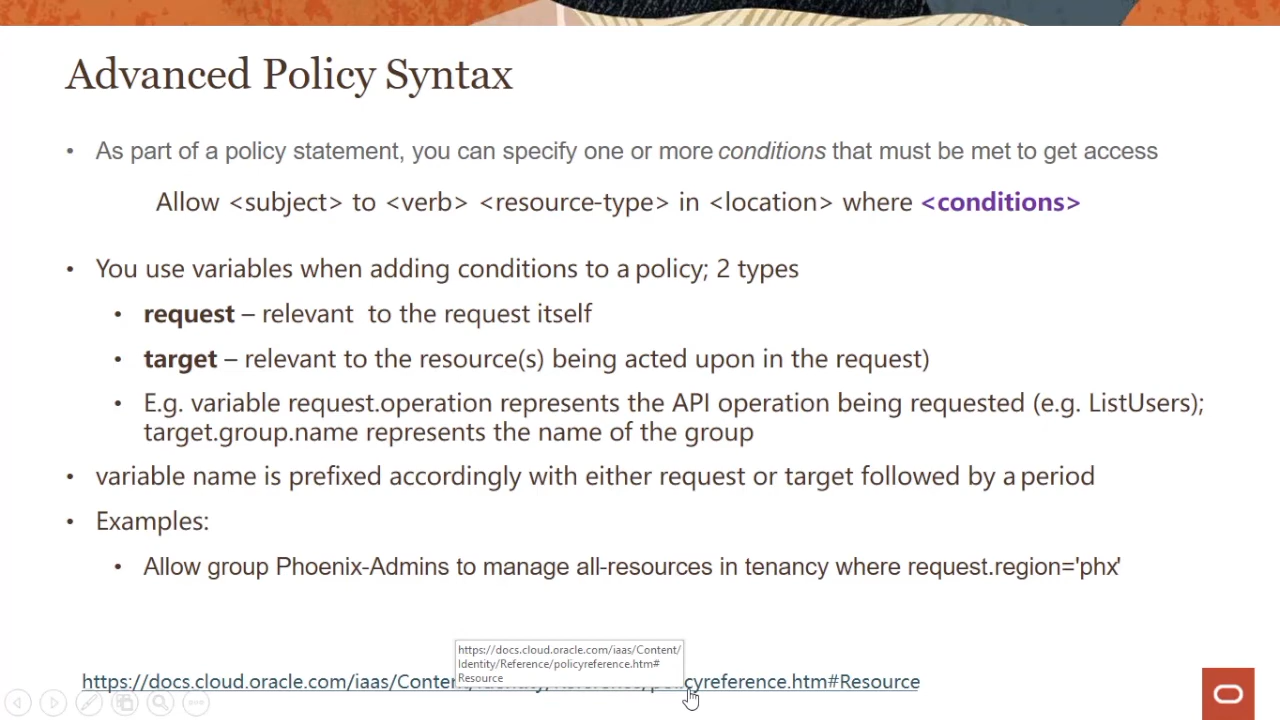 Advanced Policy Syntax
• As part of a policy statement, you can specify one or more conditions that must be met to get access
Allow <subject> to <verb> <resource-type> in <location> where <conditions>
• You use variables when adding conditions to a policy; 2 types
• request – relevant to the request itself
• target – relevant to the resource(s) being acted upon in the request)
• E.g. variable request.operation represents the API operation being requested (e.g. ListUsers);
target.group.name represents the name of the group
• variable name is prefixed accordingly with either request or target followed by a period
• Examples:
• Allow group Phoenix-Admins to manage all-resources in tenancy where request.region='phx'
https://docs.cloud.oracle.com/iaas/Content/
Identity/Reference/policyreference.htm#
Resource
https://docs.cloud.oracle.com/iaas/Content/Identity/Reference/policyreference.htm#Resource